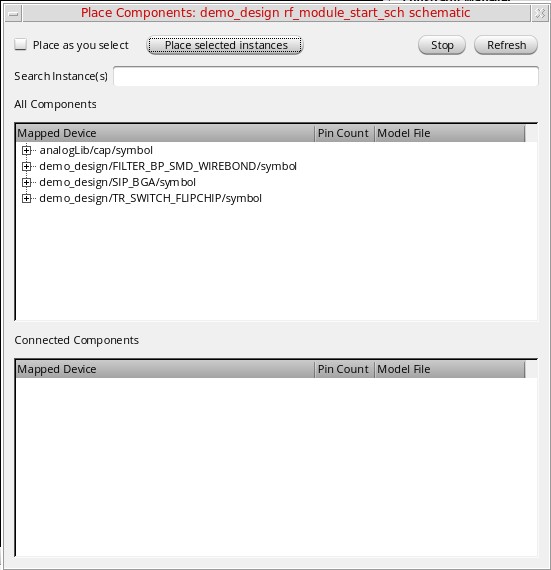 Place Components: demo_design rf_module_start_sch schematic
Place as you select
Place selected instances
Stop
Refresh
Search Instance(s)
All Components
Mapped Device Pin Count Model File
analogLib/cap/symbol
demo_design/FILTER_BP_SMD_WIREBOND/symbol
demo_design/SIP_BGA/symbol
demo_design/TR_SWITCH_FLIPCHIP/symbol
Connected Components
Mapped Device Pin Count Model File